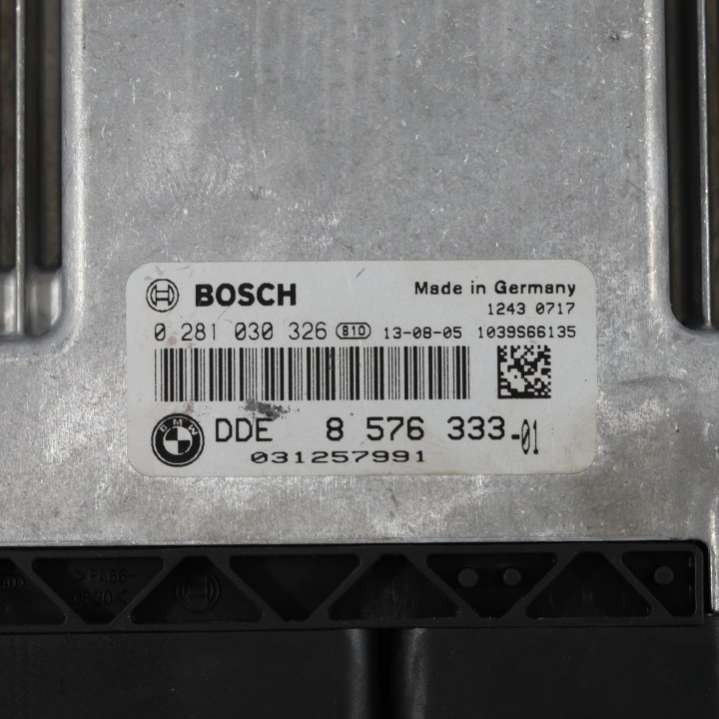 BOSCH
Made in Germany
1243 0717
0 281 030 326 810 13-08-05 1039S66135
BMW DDE 8 576 333-01
031257991